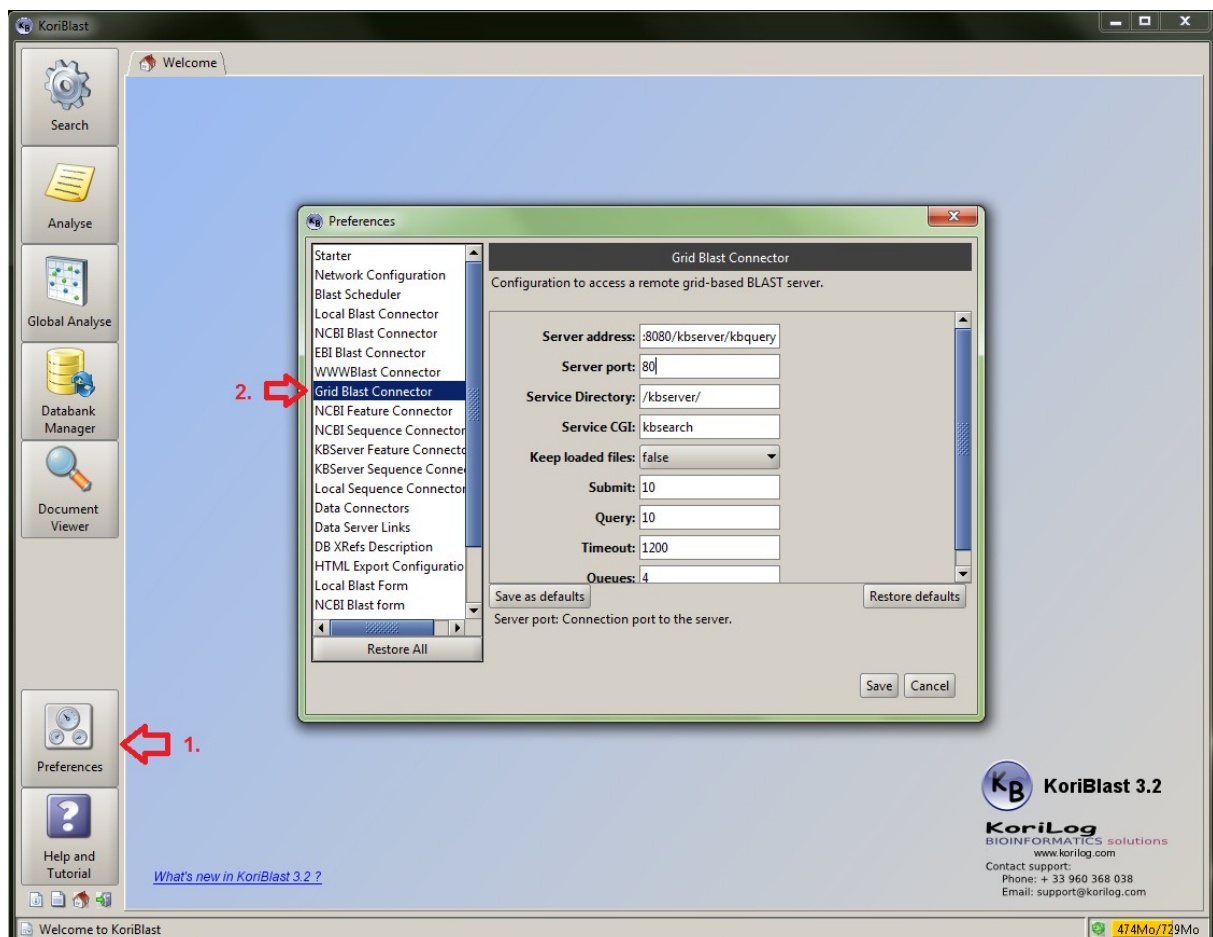 KoriBlast
Search
Analyse
Global Analyse
Databank
Manager
Document
Viewer
Preferences
Help and
Tutorial
Welcome
1.
2.
Preferences
Starter
Network Configuration
Blast Scheduler
Local Blast Connector
NCBI Blast Connector
EBI Blast Connector
WWWBlast Connector
Grid Blast Connector
NCBI Feature Connector
NCBI Sequence Connector
KBServer Feature Connecto
KBServer Sequence Conne
Local Sequence Connector
Data Connectors
Data Server Links
DB XRefs Description
HTML Export Configuratio
Local Blast Form
NCBI Blast form
Restore All
Grid Blast Connector
Configuration to access a remote grid-based BLAST server.
Server address: :8080/kbserver/kbquery
Server port: 80
Service Directory: /kbserver/
Service CGI: kbsearch
Keep loaded files: false
Submit: 10
Query: 10
Timeout: 1200
Queues: 4
Save as defaults
Restore defaults
Server port: Connection port to the server.
Save Cancel
KB KoriBlast 3.2
KoriLog
BIOINFORMATICS solutions
www.korilog.com
Contact support:
Phone: + 33 960 368 038
Email: support@korilog.com
What's new in KoriBlast 3.2 ?
Welcome to KoriBlast
474Mo/729Mo